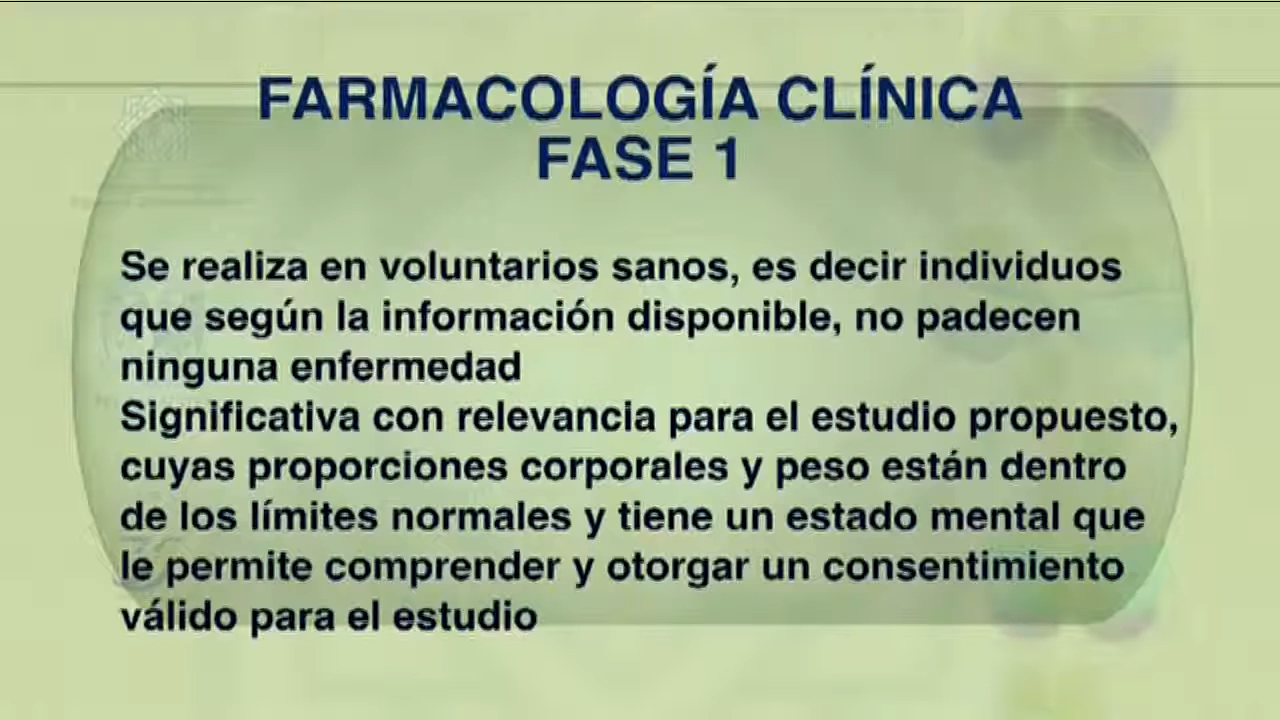 FARMACOLOGÍA CLÍNICA
FASE 1
Se realiza en voluntarios sanos, es decir individuos
que según la información disponible, no padecen
ninguna enfermedad
Significativa con relevancia para el estudio propuesto,
cuyas proporciones corporales y peso están dentro
de los límites normales y tiene un estado mental que
le permite comprender y otorgar un consentimiento
válido para el estudio